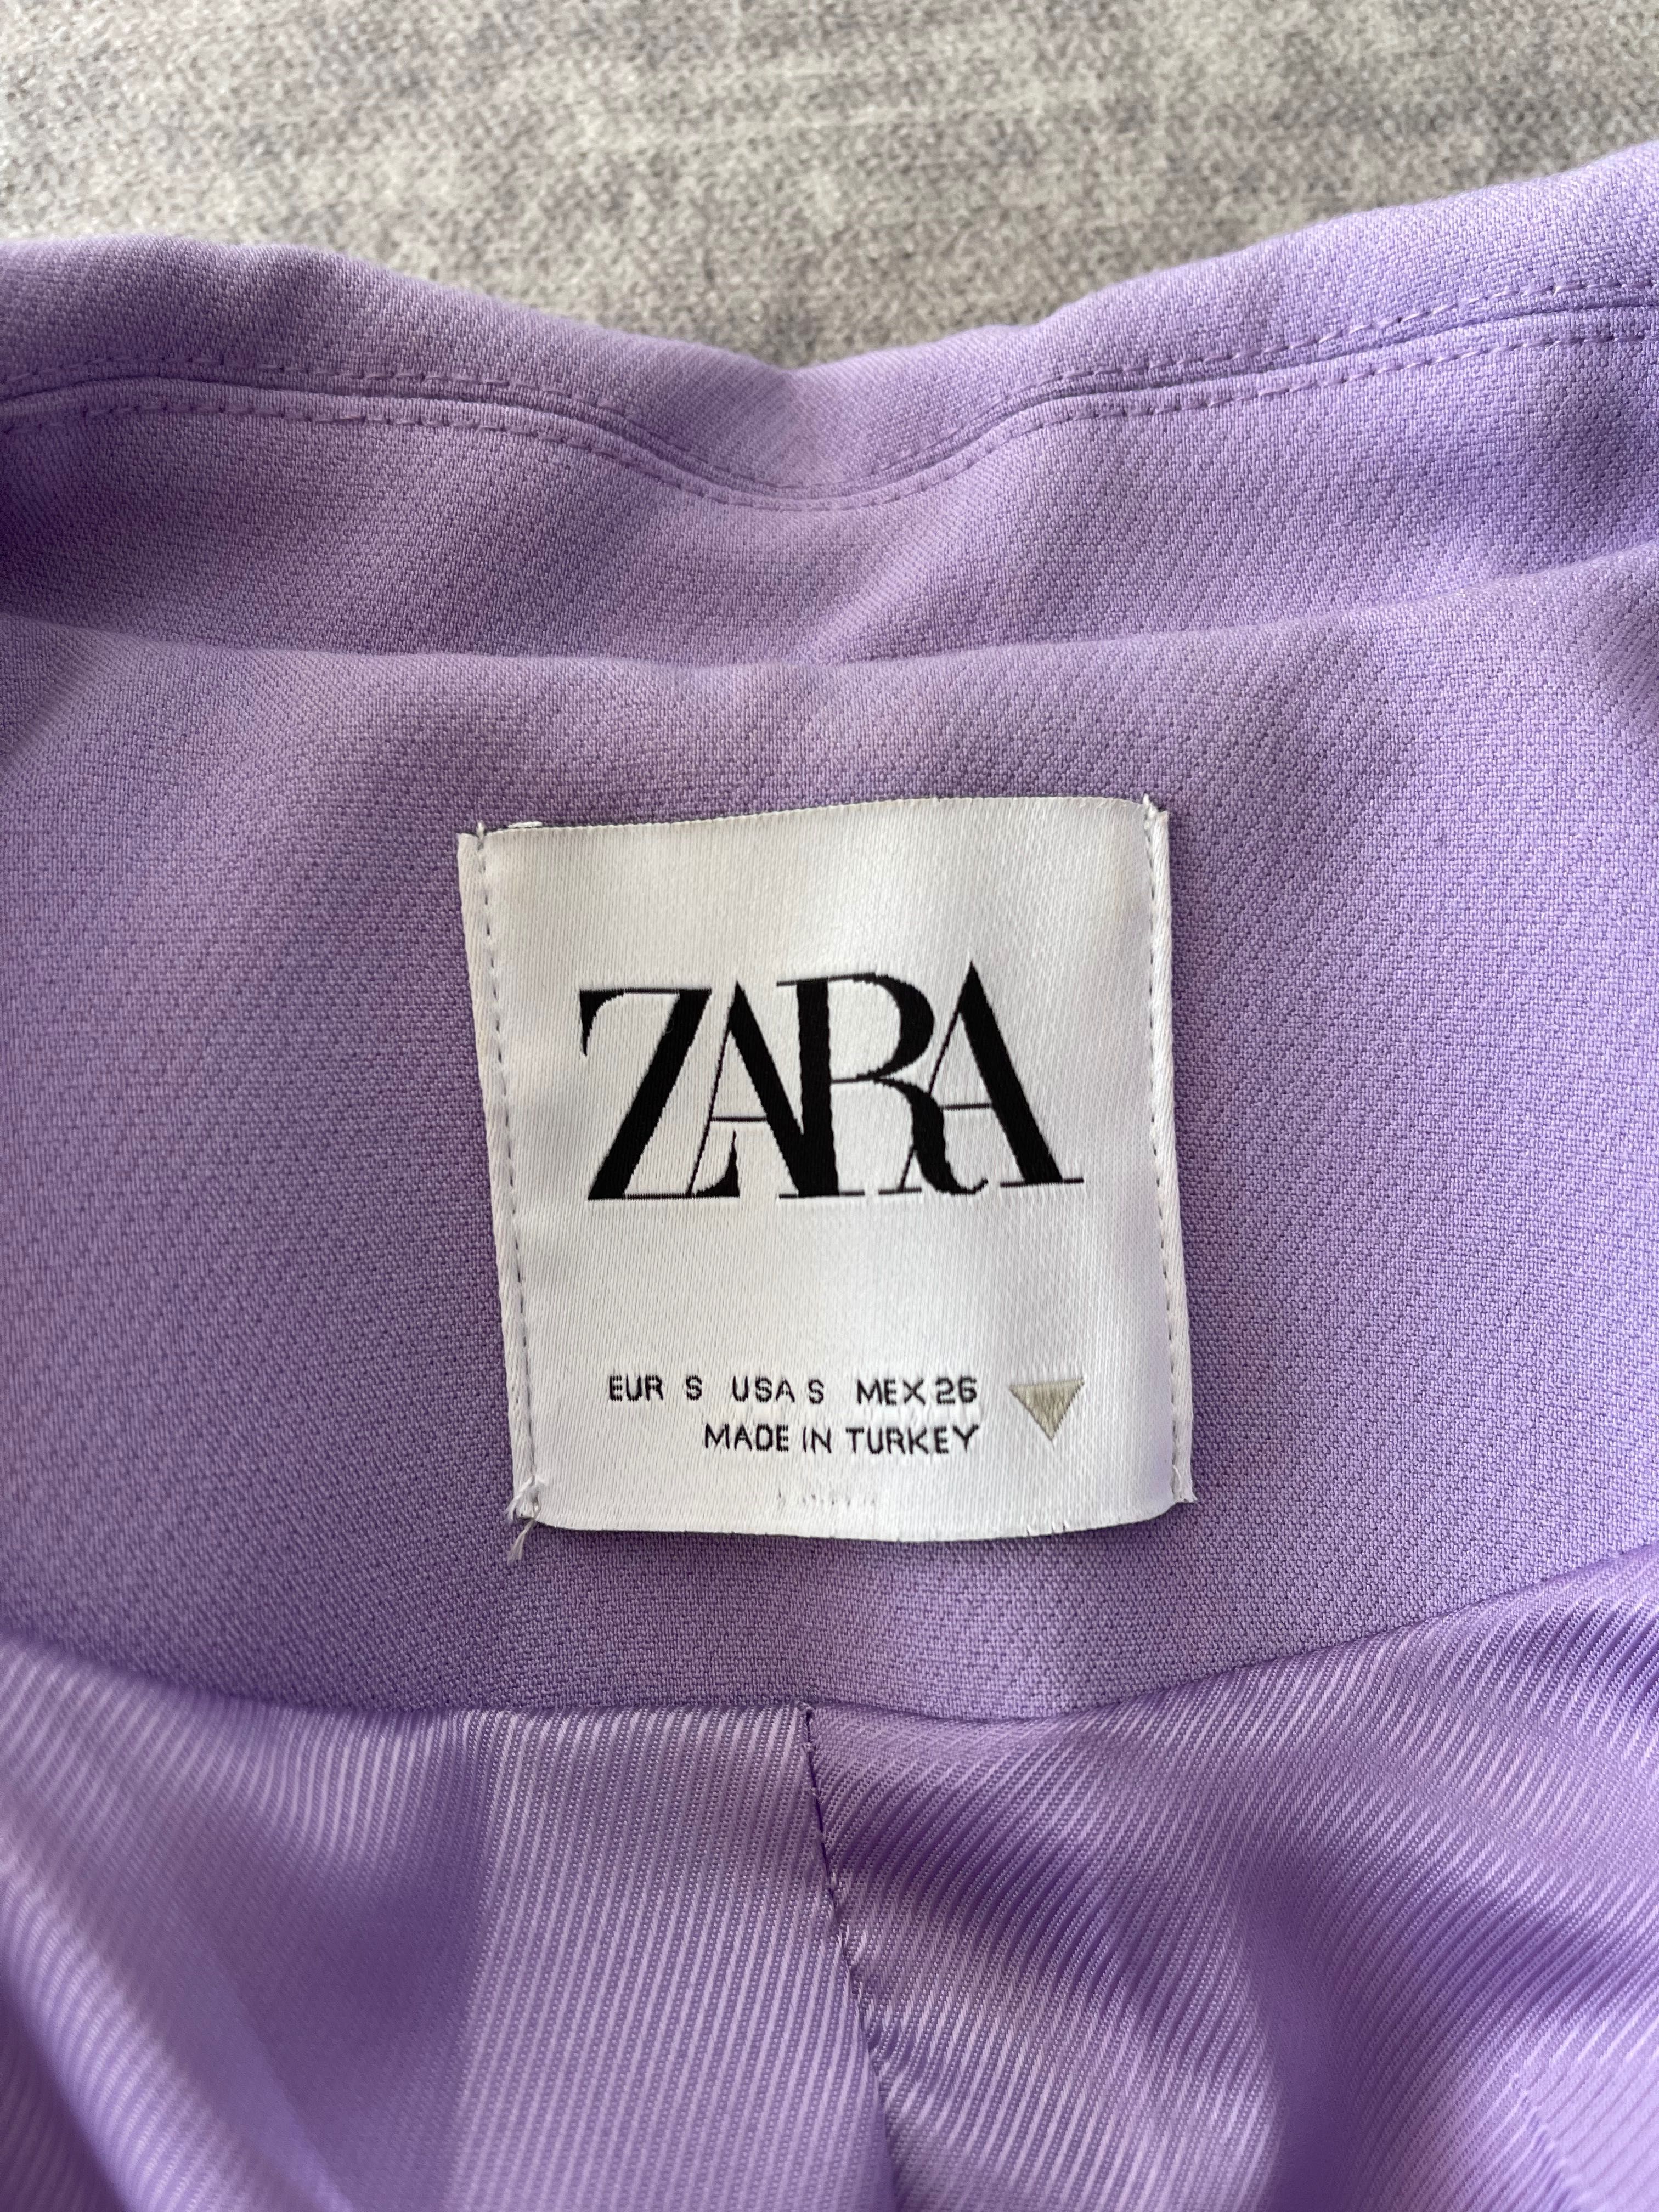 ZARA
EUR S USA S MEX 26
MADE IN TURKEY